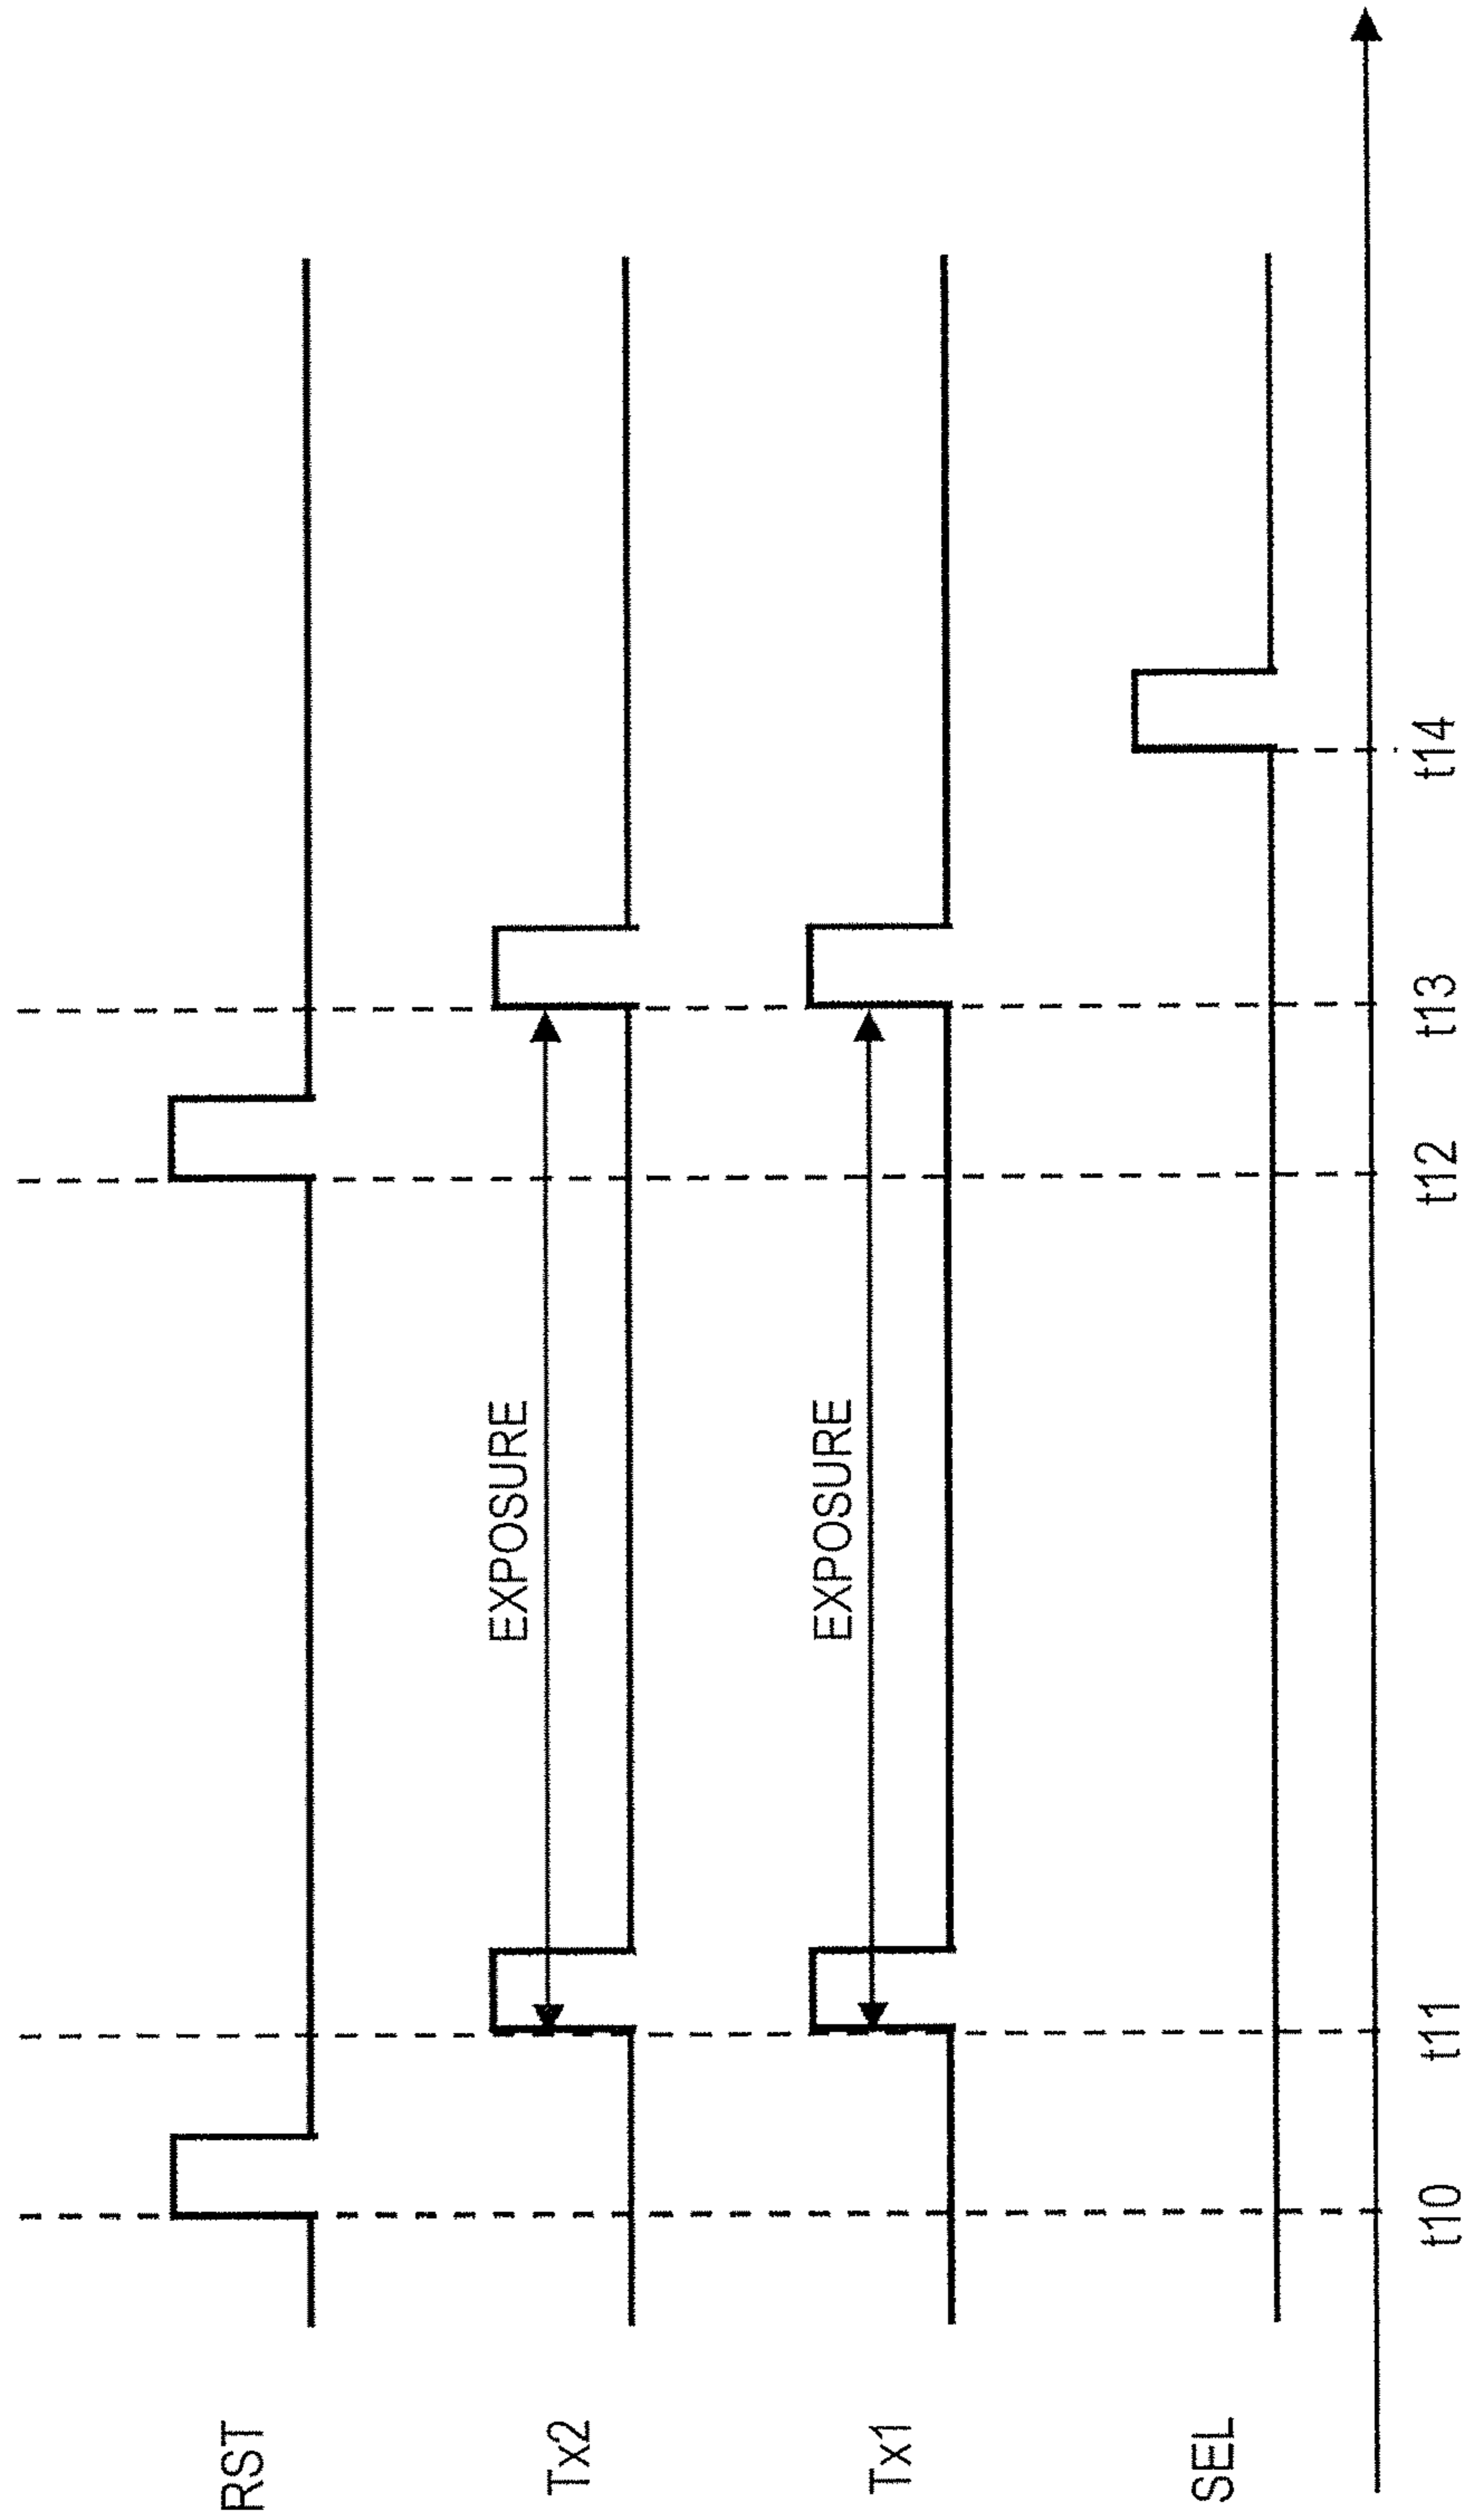 RST
Tx2
EXPOSURE
Tx1
EXPOSURE
SEL
t10
t11
t12
t13
t14